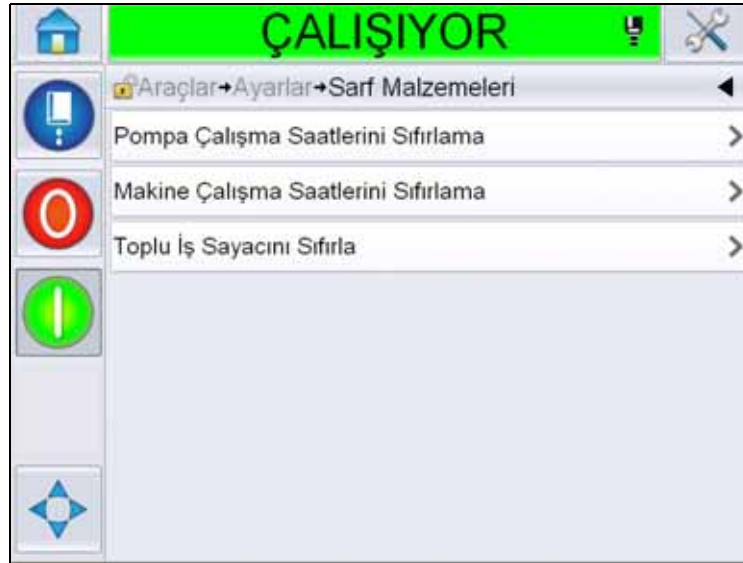 ÇALIŞIYOR
Araçlar→Ayarlar→Sarf Malzemeleri
Pompa Çalışma Saatlerini Sıfırlama
Makine Çalışma Saatlerini Sıfırlama
Toplu İş Sayacını Sıfırla